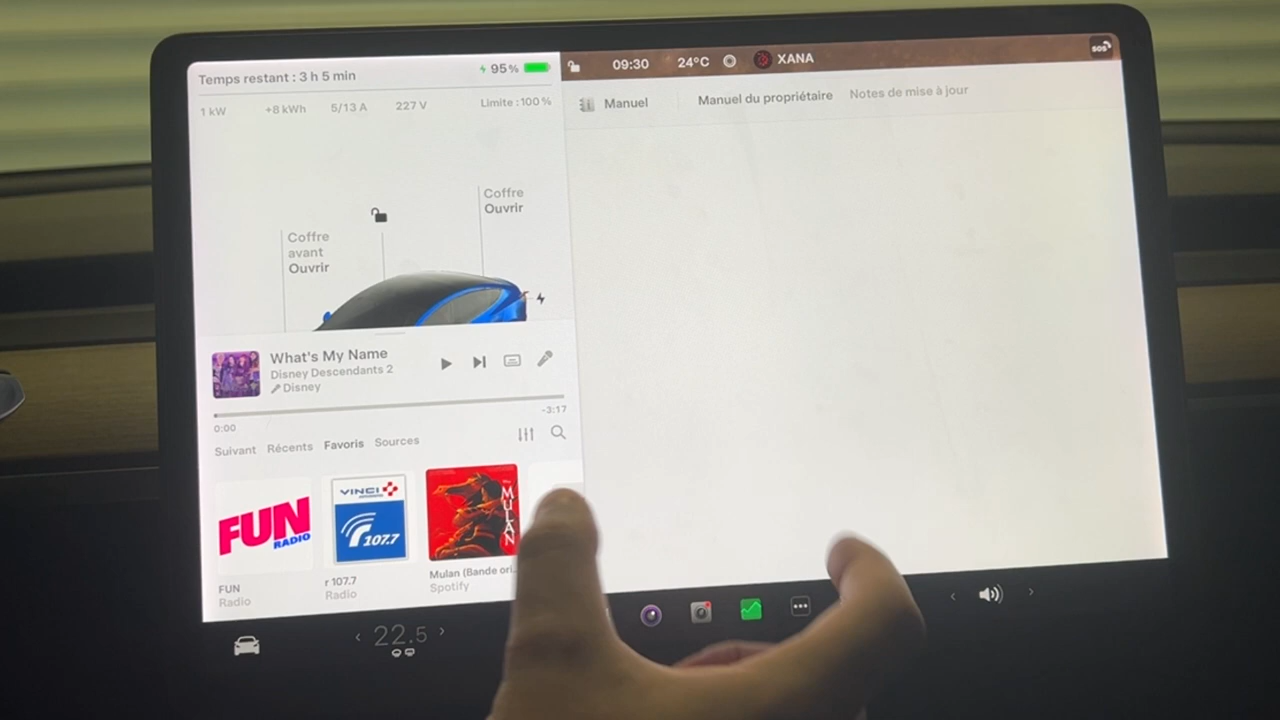 Temps restant : 3 h 5 min
95 %
1 kW
+8 kWh
5/13 A
227 V
Limite : 100 %
09:30
24°C
XANA
SOS
Manuel
Manuel du propriétaire
Notes de mise à jour
Coffre
Ouvrir
Coffre
avant
Ouvrir
What's My Name
Disney Descendants 2
Disney
0:00
-3:17
Suivant
Récents
Favoris
Sources
FUN
RADIO
VINCI
107.7
MULAN
FUN
Radio
r 107.7
Radio
Mulan (Bande ori...
Spotify
22.5